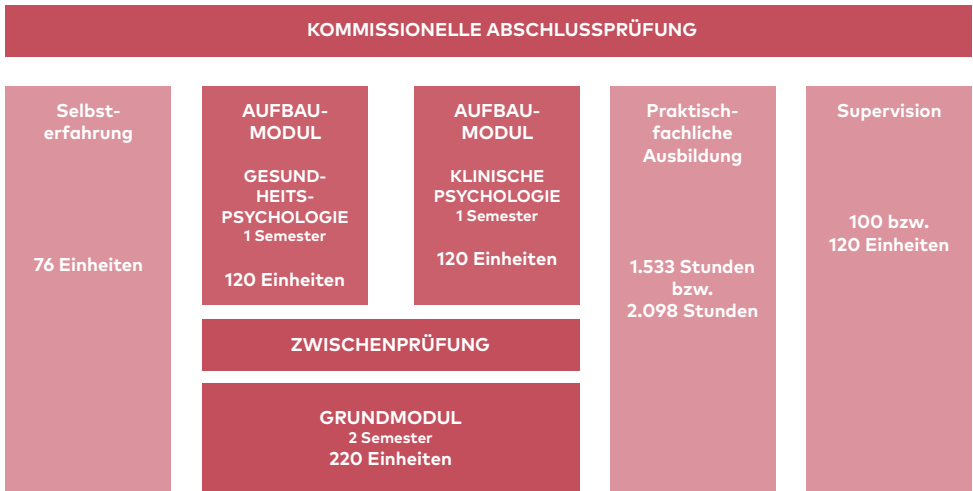 KOMMISSIONELLE ABSCHLUSSPRÜFUNG
Selbst-
erfahrung
76 Einheiten
AUFBAU-
MODUL
GESUND-
HEITS-
PSYCHOLOGIE
1 Semester
120 Einheiten
AUFBAU-
MODUL
KLINISCHE
PSYCHOLOGIE
1 Semester
120 Einheiten
ZWISCHENPRÜFUNG
GRUNDMODUL
2 Semester
220 Einheiten
Praktisch-
fachliche
Ausbildung
1.533 Stunden
bzw.
2.098 Stunden
Supervision
100 bzw.
120 Einheiten